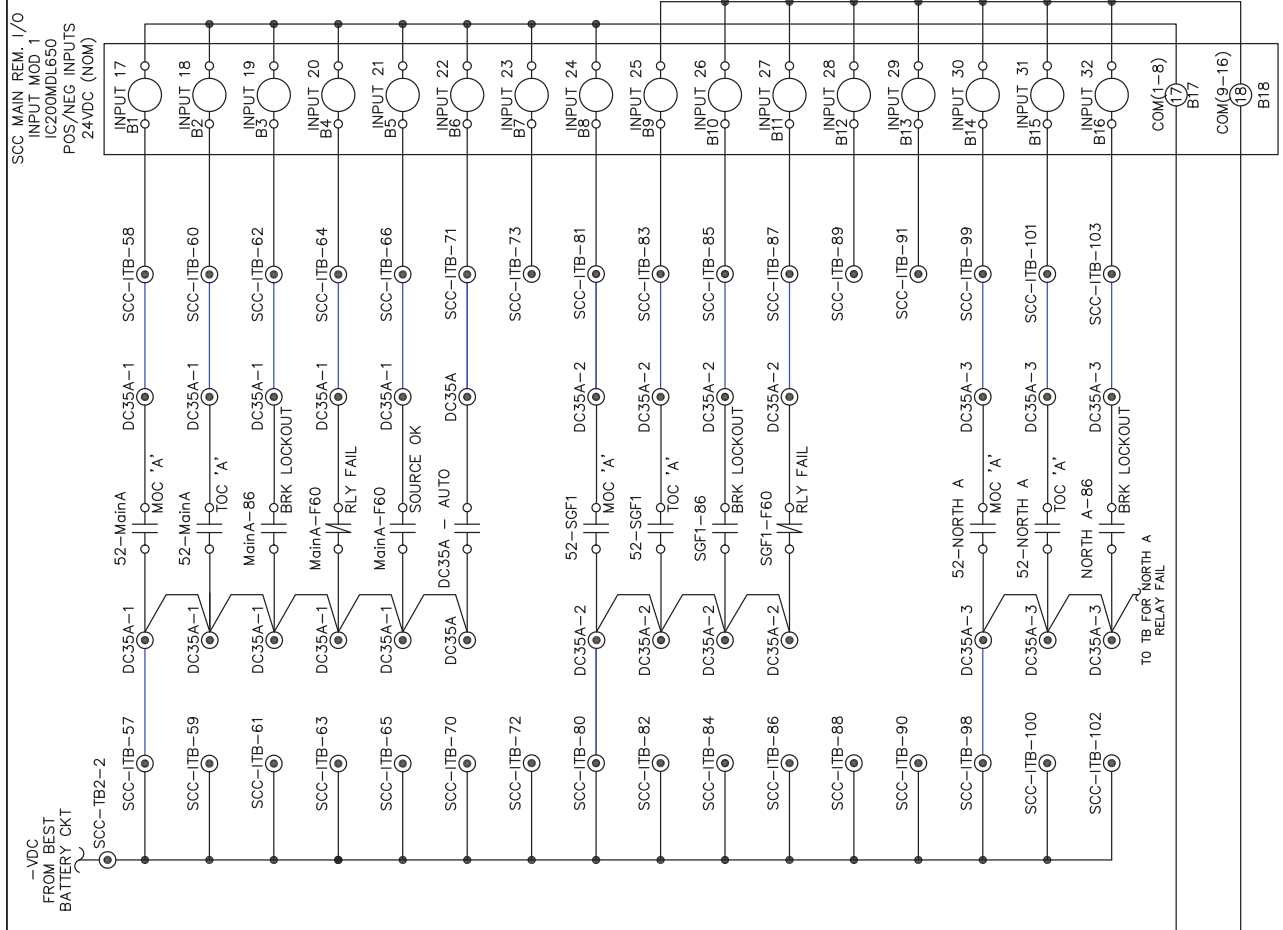 SCC MAIN REM. I/O
INPUT MOD 1
IC200MDL650
POS/NEG INPUTS
24VDC (NOM)
INPUT 17
B1
INPUT 18
B2
INPUT 19
B3
INPUT 20
B4
INPUT 21
B5
INPUT 22
B6
INPUT 23
B7
INPUT 24
B8
INPUT 25
B9
INPUT 26
B10
INPUT 27
B11
INPUT 28
B12
INPUT 29
B13
INPUT 30
B14
INPUT 31
B15
INPUT 32
B16
COM(1-8)
17
B17
COM(9-16)
18
B18
SCC-ITB-58
SCC-ITB-60
SCC-ITB-62
SCC-ITB-64
SCC-ITB-66
SCC-ITB-71
SCC-ITB-73
SCC-ITB-81
SCC-ITB-83
SCC-ITB-85
SCC-ITB-87
SCC-ITB-89
SCC-ITB-91
SCC-ITB-99
SCC-ITB-101
SCC-ITB-103
DC35A-1
DC35A-1
DC35A-1
DC35A-1
DC35A-1
DC35A
DC35A-2
DC35A-2
DC35A-2
DC35A-2
DC35A-3
DC35A-3
DC35A-3
52-MainA
MOC 'A'
52-MainA
TOC 'A'
MainA-86
BRK LOCKOUT
MainA-F60
RLY FAIL
MainA-F60
SOURCE OK
DC35A - AUTO
52-SGF1
MOC 'A'
52-SGF1
TOC 'A'
SGF1-86
BRK LOCKOUT
SGF1-F60
RLY FAIL
52-NORTH A
MOC 'A'
52-NORTH A
TOC 'A'
NORTH A-86
BRK LOCKOUT
DC35A-1
DC35A-1
DC35A-1
DC35A-1
DC35A-1
DC35A
DC35A-2
DC35A-2
DC35A-2
DC35A-2
DC35A-3
DC35A-3
DC35A-3
TO TB FOR NORTH A
RELAY FAIL
SCC-ITB-57
SCC-ITB-59
SCC-ITB-61
SCC-ITB-63
SCC-ITB-65
SCC-ITB-70
SCC-ITB-72
SCC-ITB-80
SCC-ITB-82
SCC-ITB-84
SCC-ITB-86
SCC-ITB-88
SCC-ITB-90
SCC-ITB-98
SCC-ITB-100
SCC-ITB-102
-VDC
FROM BEST
BATTERY CKT
SCC-TB2-2